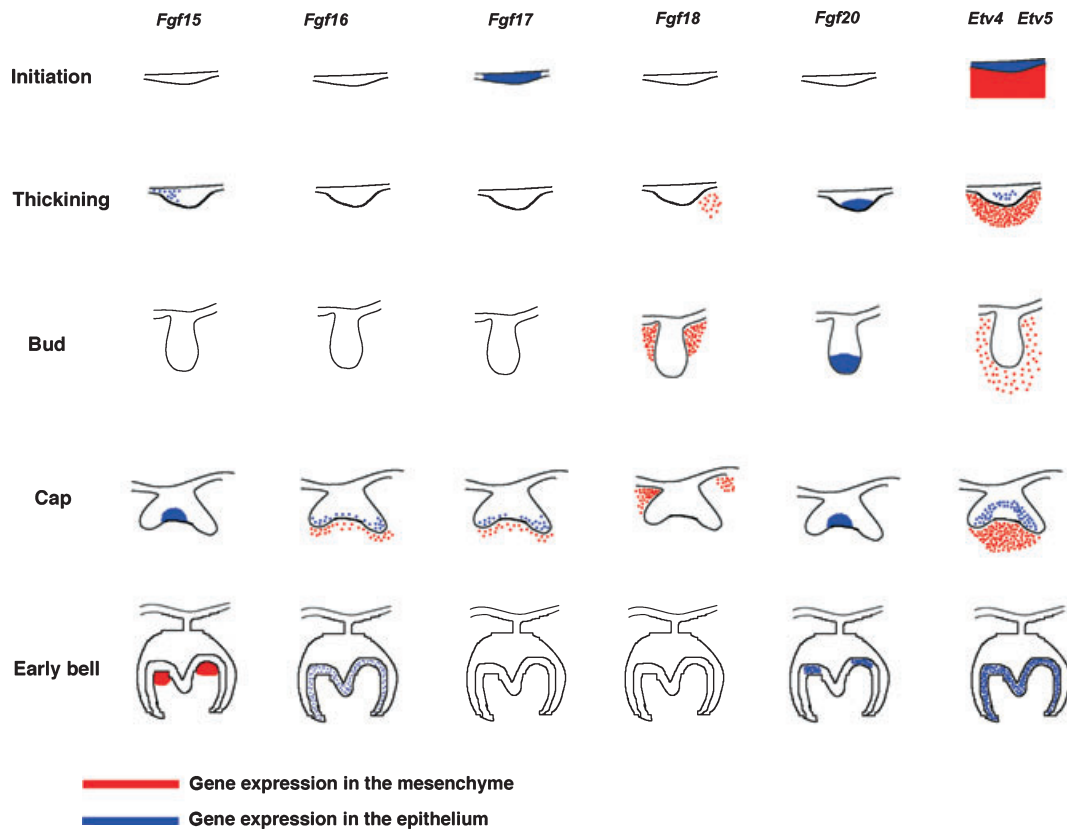 Fgf15 Fgf16 Fgf17 Fgf18 Fgf20 Etv4 Etv5
Initiation
Thickining
Bud
Cap
Early bell
Gene expression in the mesenchyme
Gene expression in the epithelium